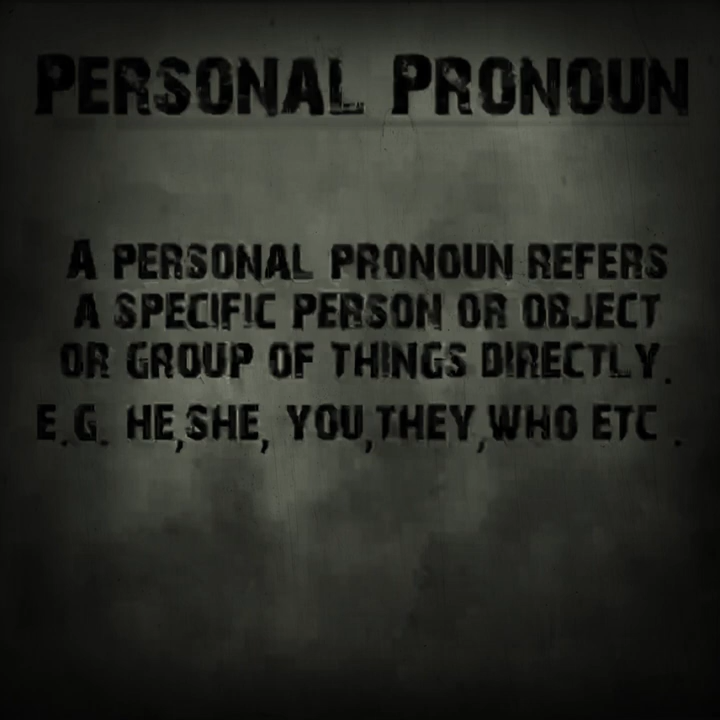 PERSONAL PRONOUN
A PERSONAL PRONOUN REFERS
A SPECIFIC PERSON OR OBJECT
OR GROUP OF THINGS DIRECTLY.
E.G. HE,SHE, YOU,THEY,WHO ETC .